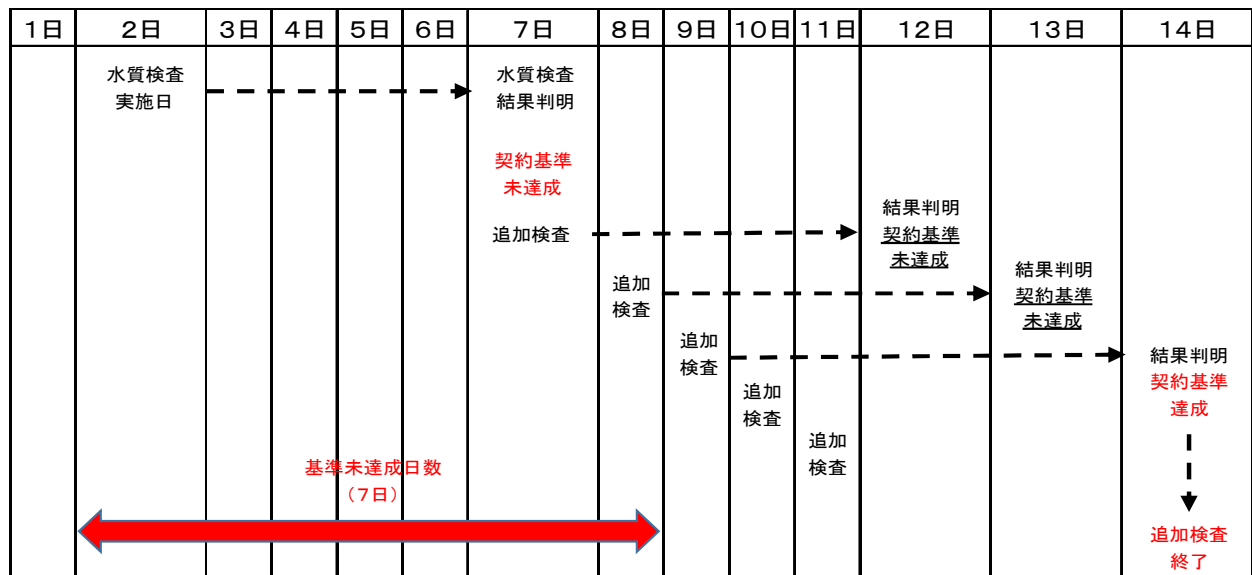 1日 2日 3日 4日 5日 6日 7日 8日 9日 10日 11日 12日 13日 14日
水質検査
実施日
水質検査
結果判明
契約基準
未達成
追加検査
結果判明
契約基準
未達成
追加
検査
結果判明
契約基準
未達成
追加
検査
結果判明
契約基準
達成
追加
検査
追加
検査
基準未達成日数
(7日)
追加検査
終了